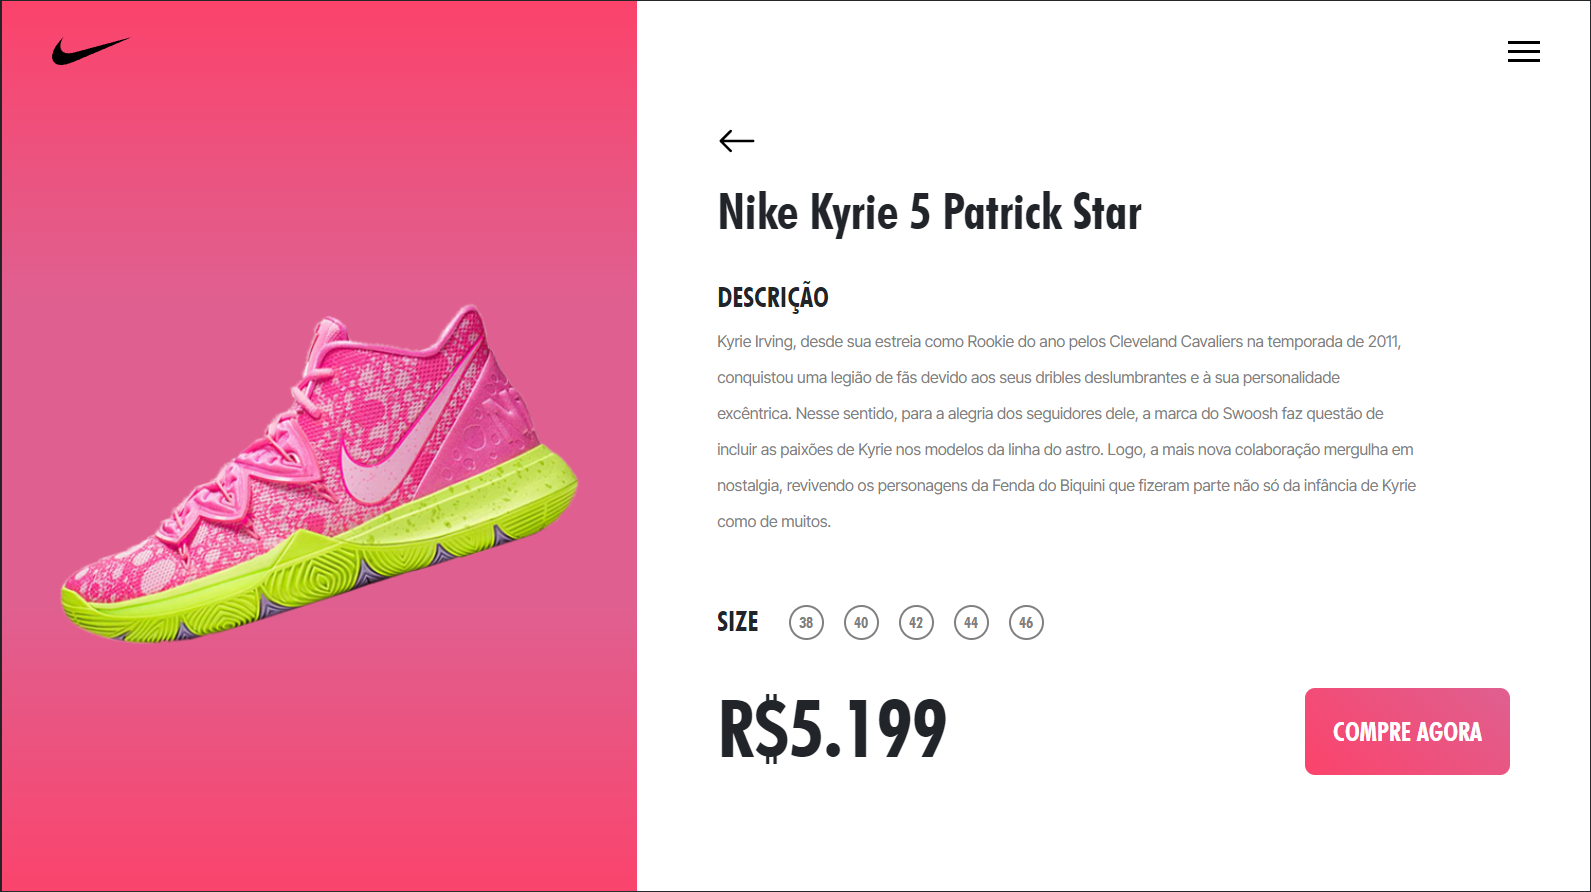 Nike Kyrie 5 Patrick Star
DESCRIÇÃO
Kyrie Irving, desde sua estreia como Rookie do ano pelos Cleveland Cavaliers na temporada de 2011,
conquistou uma legião de fãs devido aos seus dribles deslumbrantes e à sua personalidade
excêntrica. Nesse sentido, para a alegria dos seguidores dele, a marca do Swoosh faz questão de
incluir as paixões de Kyrie nos modelos da linha do astro. Logo, a mais nova colaboração mergulha em
nostalgia, revivendo os personagens da Fenda do Biquini que fizeram parte não só da infância de Kyrie
como de muitos.
SIZE 38 40 42 44 46
R$5.199
COMPRE AGORA